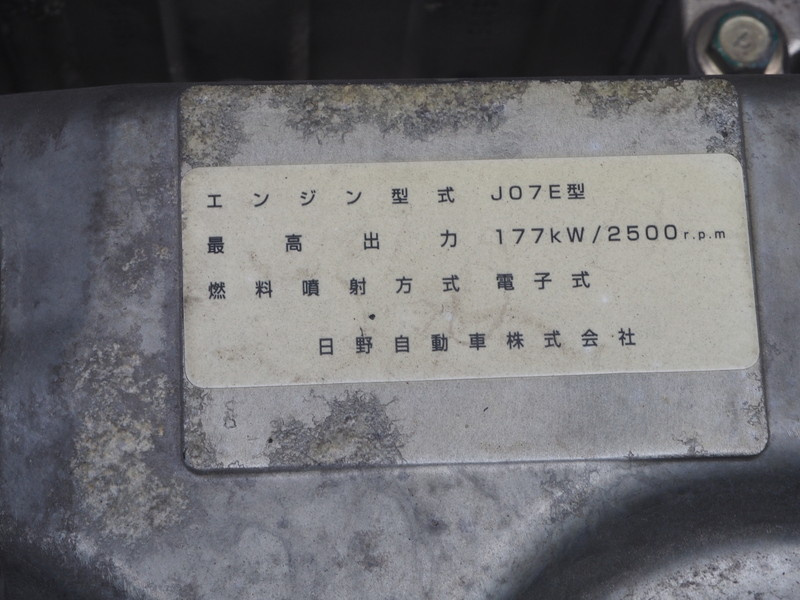 エンジン型式 J07E型
最高出力 177kW/2500r.p.m
燃料噴射方式 電子式
日野自動車株式会社